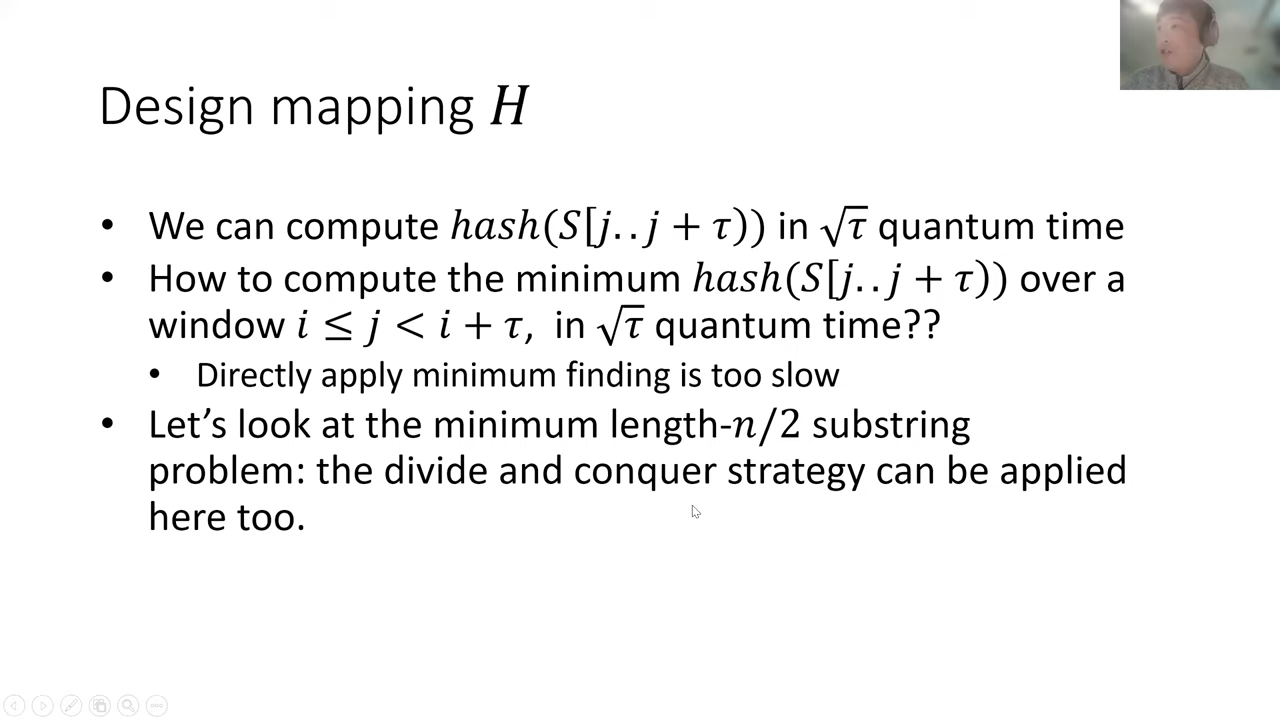 Design mapping H
• We can compute hash(S[j. . j + τ)) in √τ quantum time
• How to compute the minimum hash(S[j. . j + τ)) over a
window i ≤ j < i + τ, in √τ quantum time??
• Directly apply minimum finding is too slow
• Let’s look at the minimum length-n/2 substring
problem: the divide and conquer strategy can be applied
here too.